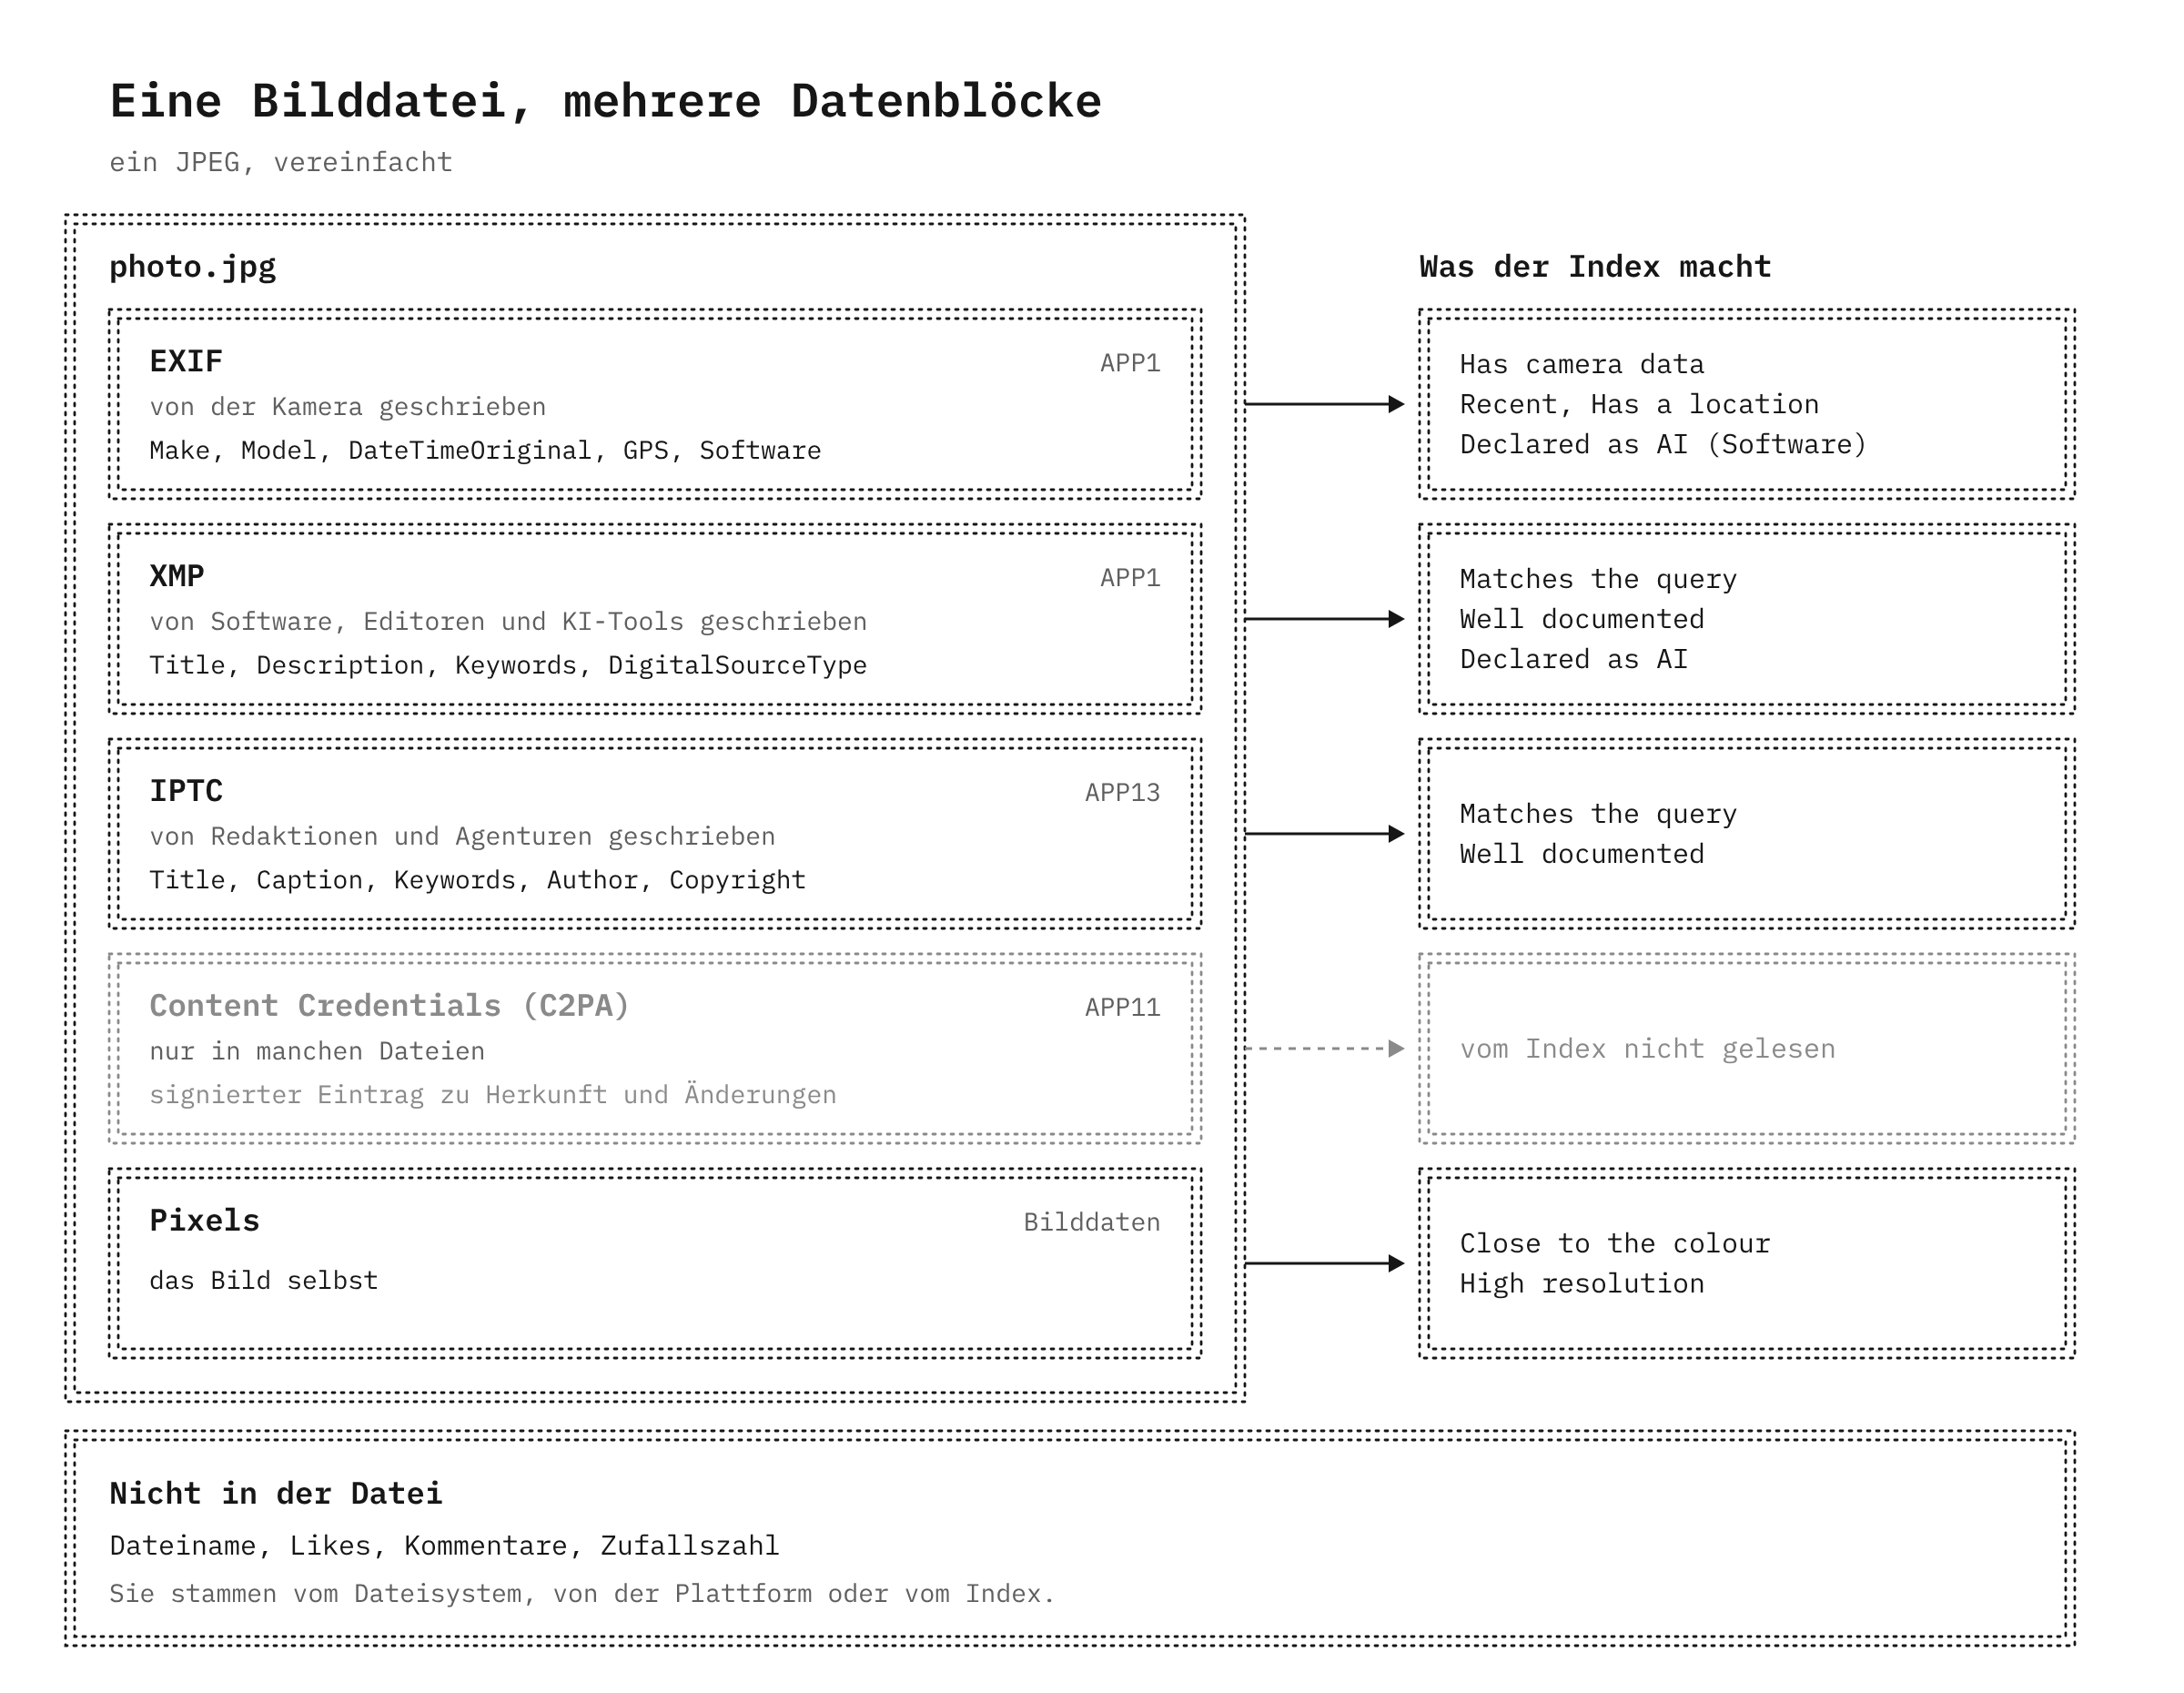 Eine Bilddatei, mehrere Datenblöcke
ein JPEG, vereinfacht
photo.jpg
EXIF
APP1
von der Kamera geschrieben
Make, Model, DateTimeOriginal, GPS, Software
XMP
APP1
von Software, Editoren und KI-Tools geschrieben
Title, Description, Keywords, DigitalSourceType
IPTC
APP13
von Redaktionen und Agenturen geschrieben
Title, Caption, Keywords, Author, Copyright
Content Credentials (C2PA)
APP11
nur in manchen Dateien
signierter Eintrag zu Herkunft und Änderungen
Pixels
Bilddaten
das Bild selbst
Was der Index macht
Has camera data
Recent, Has a location
Declared as AI (Software)
Matches the query
Well documented
Declared as AI
Matches the query
Well documented
vom Index nicht gelesen
Close to the colour
High resolution
Nicht in der Datei
Dateiname, Likes, Kommentare, Zufallszahl
Sie stammen vom Dateisystem, von der Plattform oder vom Index.